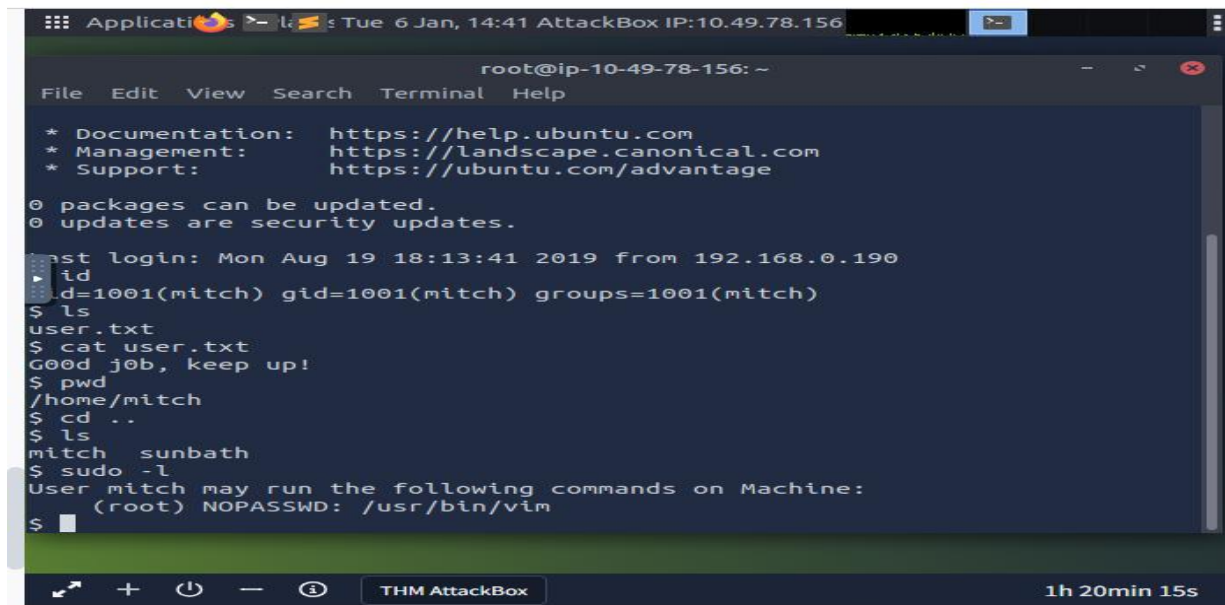 Applicati Tue 6 Jan, 14:41 AttackBox IP:10.49.78.156
root@ip-10-49-78-156: ~
File Edit View Search Terminal Help
* Documentation: https://help.ubuntu.com
* Management: https://landscape.canonical.com
* Support: https://ubuntu.com/advantage
0 packages can be updated.
0 updates are security updates.
ast login: Mon Aug 19 18:13:41 2019 from 192.168.0.190
id
d=1001(mitch) gid=1001(mitch) groups=1001(mitch)
$ ls
user.txt
$ cat user.txt
G00d j0b, keep up!
$ pwd
/home/mitch
$ cd ..
$ ls
mitch sunbath
$ sudo -l
User mitch may run the following commands on Machine:
(root) NOPASSWD: /usr/bin/vim
$
THM AttackBox
1h 20min 15s